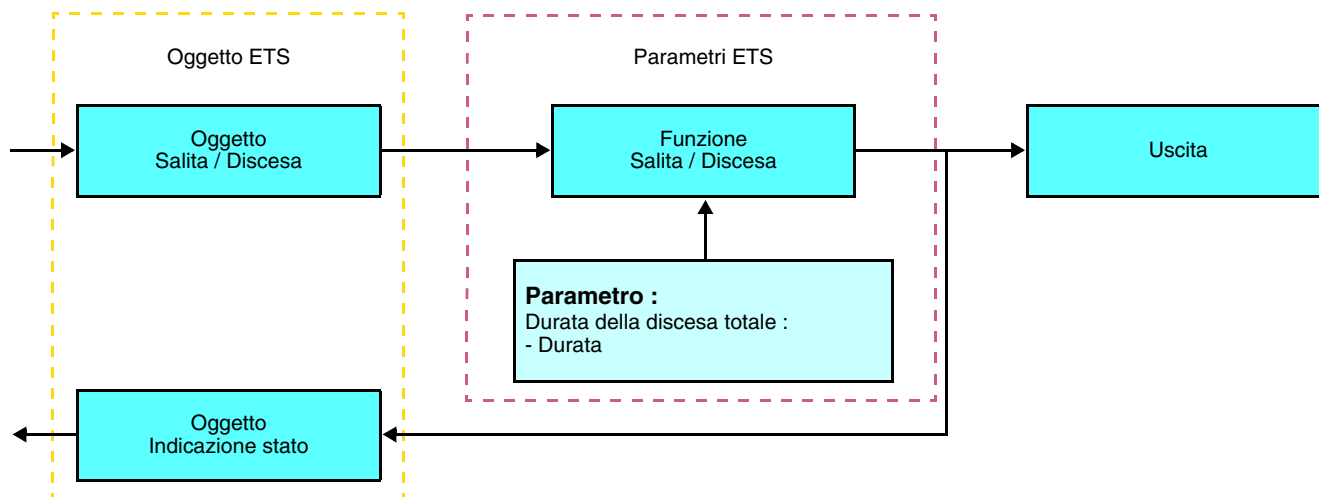 Oggetto ETS
Parametri ETS
Oggetto
Salita / Discesa
Funzione
Salita / Discesa
Uscita
Parametro :
Durata della discesa totale :
- Durata
Oggetto
Indicazione stato